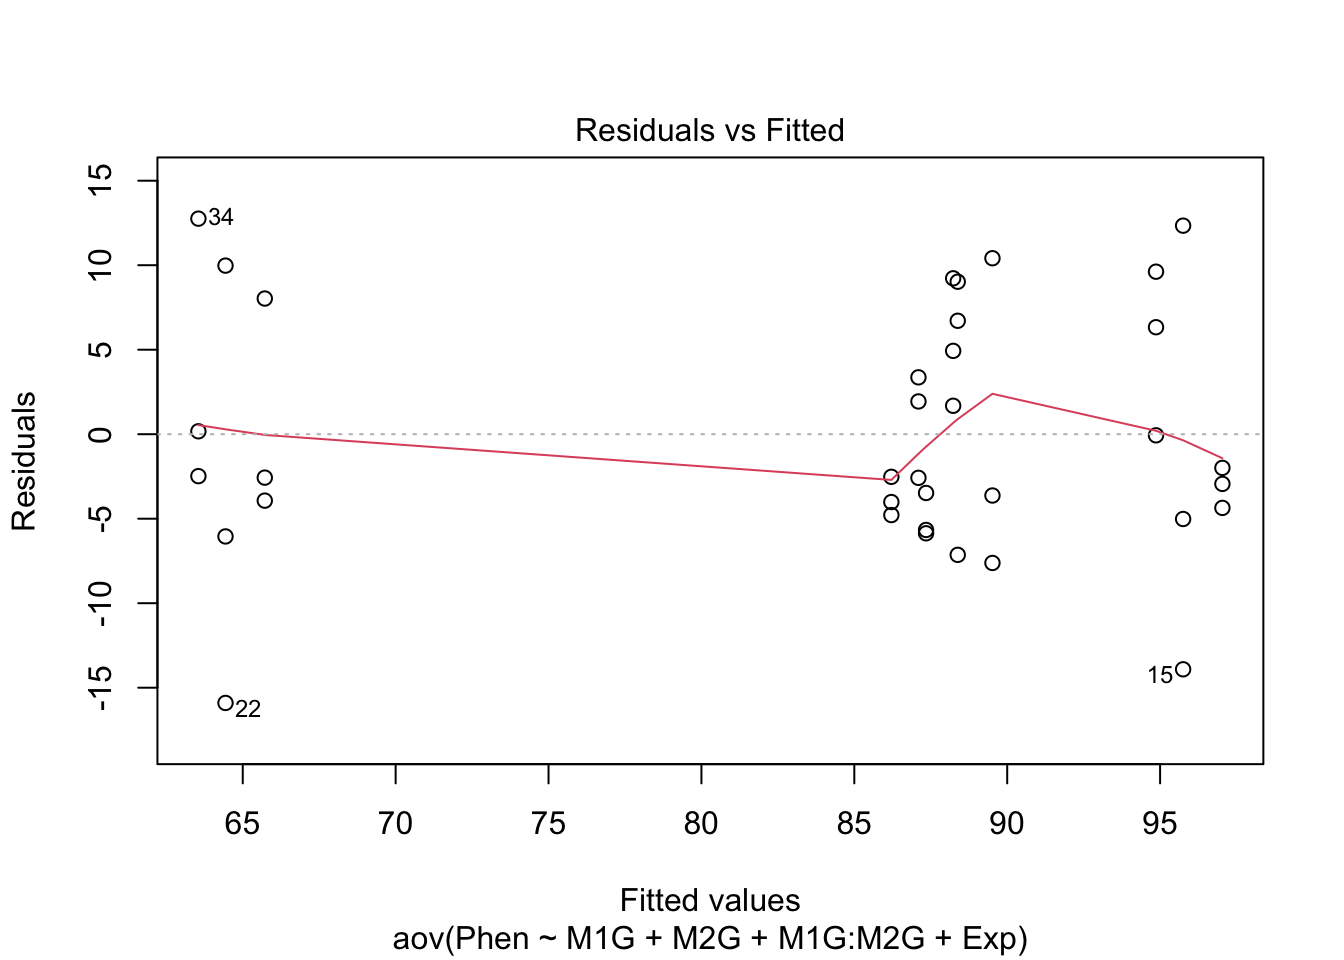 Residuals vs Fitted
15
10
5
0
-5
-10
-15
Residuals
34
22
15
65 70 75 80 85 90 95
Fitted values
aov(Phen ~ M1G + M2G + M1G:M2G + Exp)